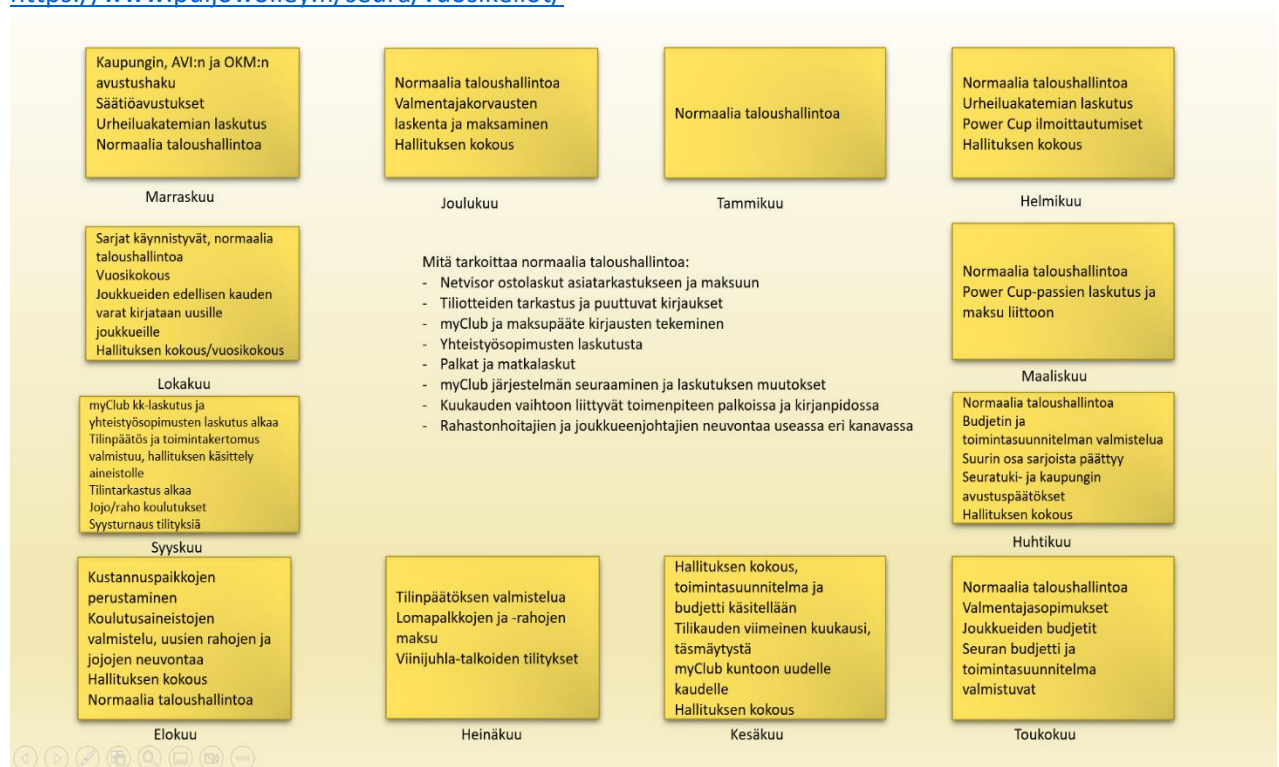 https://www.puijowolley.fi/seura/vuosikellot/
Kaupungin, AVI:n ja OKM:n
avustushaku
Säätiöavustukset
Urheiluakatemian laskutus
Normaalia taloushallintoa
Marraskuu
Normaalia taloushallintoa
Valmentajakorvausten
laskenta ja maksaminen
Hallituksen kokous
Joulukuu
Normaalia taloushallintoa
Tammikuu
Normaalia taloushallintoa
Urheiluakatemian laskutus
Power Cup ilmoittautumiset
Hallituksen kokous
Helmikuu
Sarjat käynnistyvät, normaalia
taloushallintoa
Vuosikokous
Joukkueiden edellisen kauden
varat kirjataan uusille
joukkueille
Hallituksen kokous/vuosikokous
Lokakuu
Mitä tarkoittaa normaalia taloushallintoa:
- Netvisor ostolaskut asiatarkastukseen ja maksuun
- Tiliotteiden tarkastus ja puuttuvat kirjaukset
- myClub ja maksupääte kirjausten tekeminen
- Yhteistyösopimusten laskutusta
- Palkat ja matkalaskut
- myClub järjestelmän seuraaminen ja laskutuksen muutokset
- Kuukauden vaihtoon liittyvät toimenpiteen palkoissa ja kirjanpidossa
- Rahastonhoitajien ja joukkueenjohtajien neuvontaa useassa eri kanavassa
Normaalia taloushallintoa
Power Cup-passien laskutus ja
maksu liittoon
Maaliskuu
myClub kk-laskutus ja
yhteistyösopimusten laskutus alkaa
Tilinpäätös ja toimintakertomus
valmistuu, hallituksen käsittely
aineistolle
Tilintarkastus alkaa
Jojo/raho koulutukset
Syysturnaus tilityksiä
Syyskuu
Normaalia taloushallintoa
Budjetin ja
toimintasuunnitelman valmistelua
Suurin osa sarjoista päättyy
Seuratuki- ja kaupungin
avustuspäätökset
Hallituksen kokous
Huhtikuu
Kustannuspaikkojen
perustaminen
Koulutusaineistojen
valmistelu, uusien rahojen ja
jojojen neuvontaa
Hallituksen kokous
Normaalia taloushallintoa
Elokuu
Tilinpäätöksen valmistelua
Lomapalkkojen ja -rahojen
maksu
Viinijuhla-talkoiden tilitykset
Heinäkuu
Hallituksen kokous,
toimintasuunnitelma ja
budjetti käsitellään
Tilikauden viimeinen kuukausi,
täsmäytystä
myClub kuntoon uudelle
kaudelle
Hallituksen kokous
Kesäkuu
Normaalia taloushallintoa
Valmentajasopimukset
Joukkueiden budjetit
Seuran budjetti ja
toimintasuunnitelma
valmistuvat
Toukokuu